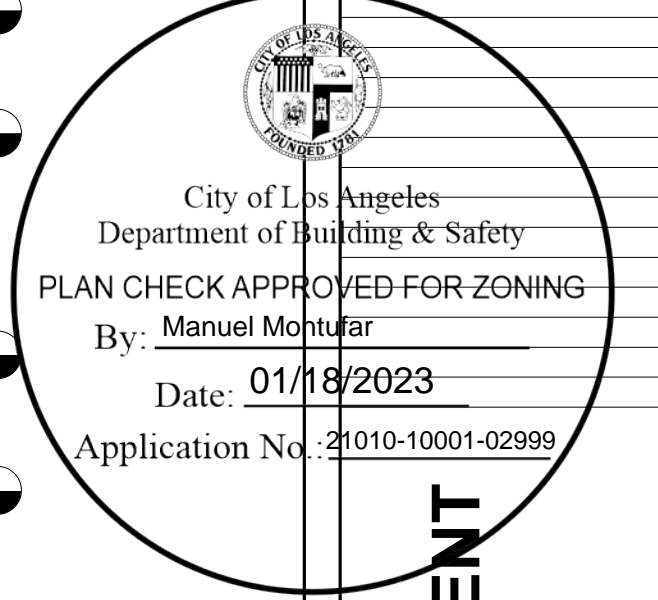 CITY OF LOS ANGELES
FOUNDED 1781
City of Los Angeles
Department of Building & Safety
PLAN CHECK APPROVED FOR ZONING
By: Manuel Montufar
Date: 01/18/2023
Application No.: 21010-10001-02999
ENT